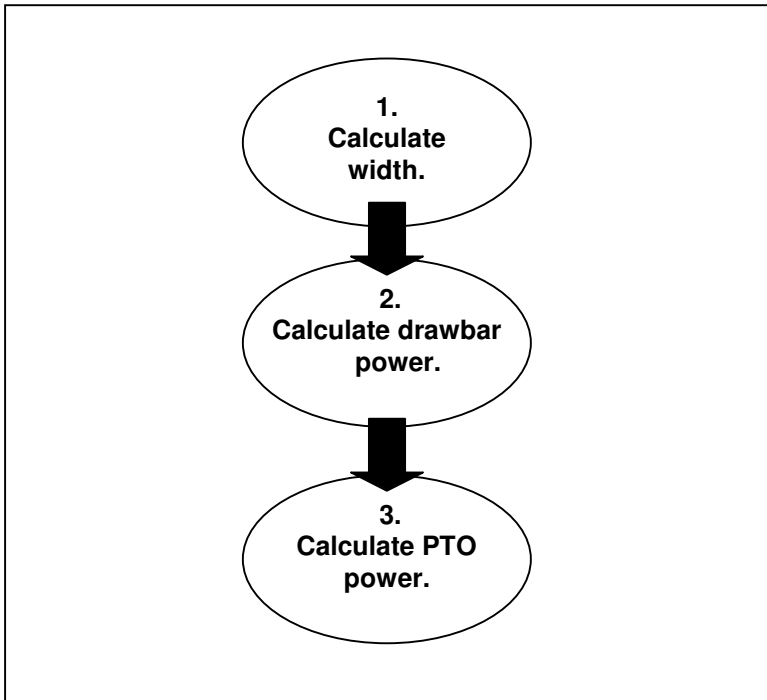 1.
Calculate
width.
2.
Calculate drawbar
power.
3.
Calculate PTO
power.